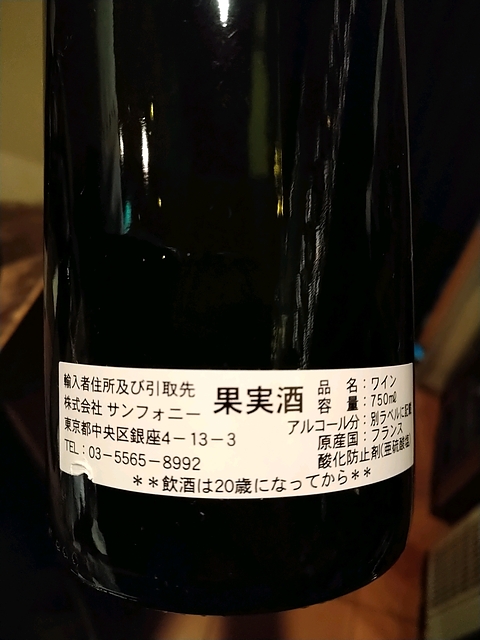 輸入者住所及び引取先
株式会社 サンフォニー
東京都中央区銀座4－13－3
TEL：03－5565－8992
果実酒
品　名：ワイン
容　量：750㎖
アルコール分：別ラベルに記
原産国：フランス
酸化防止剤(亜硫酸塩
＊＊飲酒は20歳になってから＊＊